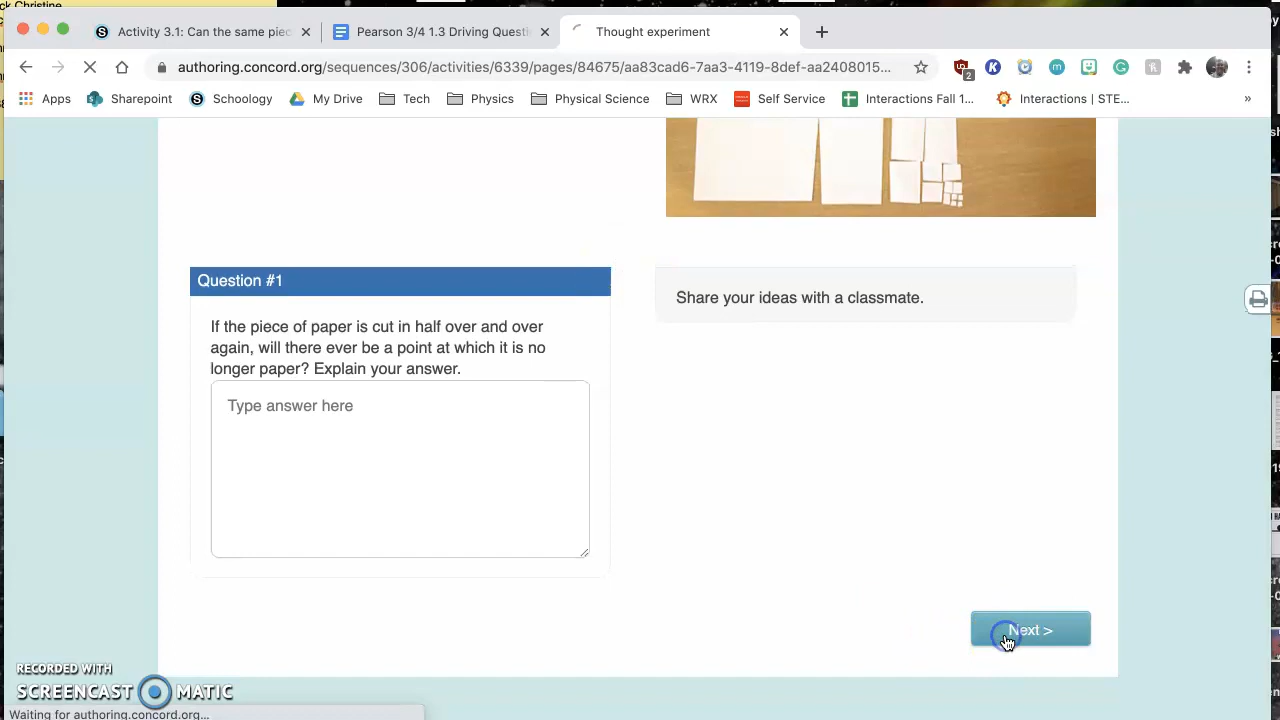 ck Christine
Activity 3.1: Can the same piec
Pearson 3/4 1.3 Driving Questi
Thought experiment
authoring.concord.org/sequences/306/activities/6339/pages/84675/aa83cad6-7aa3-4119-8def-aa2408015...
2
Apps
Sharepoint
Schoology
My Drive
Tech
Physics
Physical Science
WRX
Self Service
Interactions Fall 1...
Interactions | STE...
»
Question #1
Share your ideas with a classmate.
If the piece of paper is cut in half over and over
again, will there ever be a point at which it is no
longer paper? Explain your answer.
Type answer here
Next >
RECORDED WITH
SCREENCAST MATIC
Waiting for authoring.concord.org...